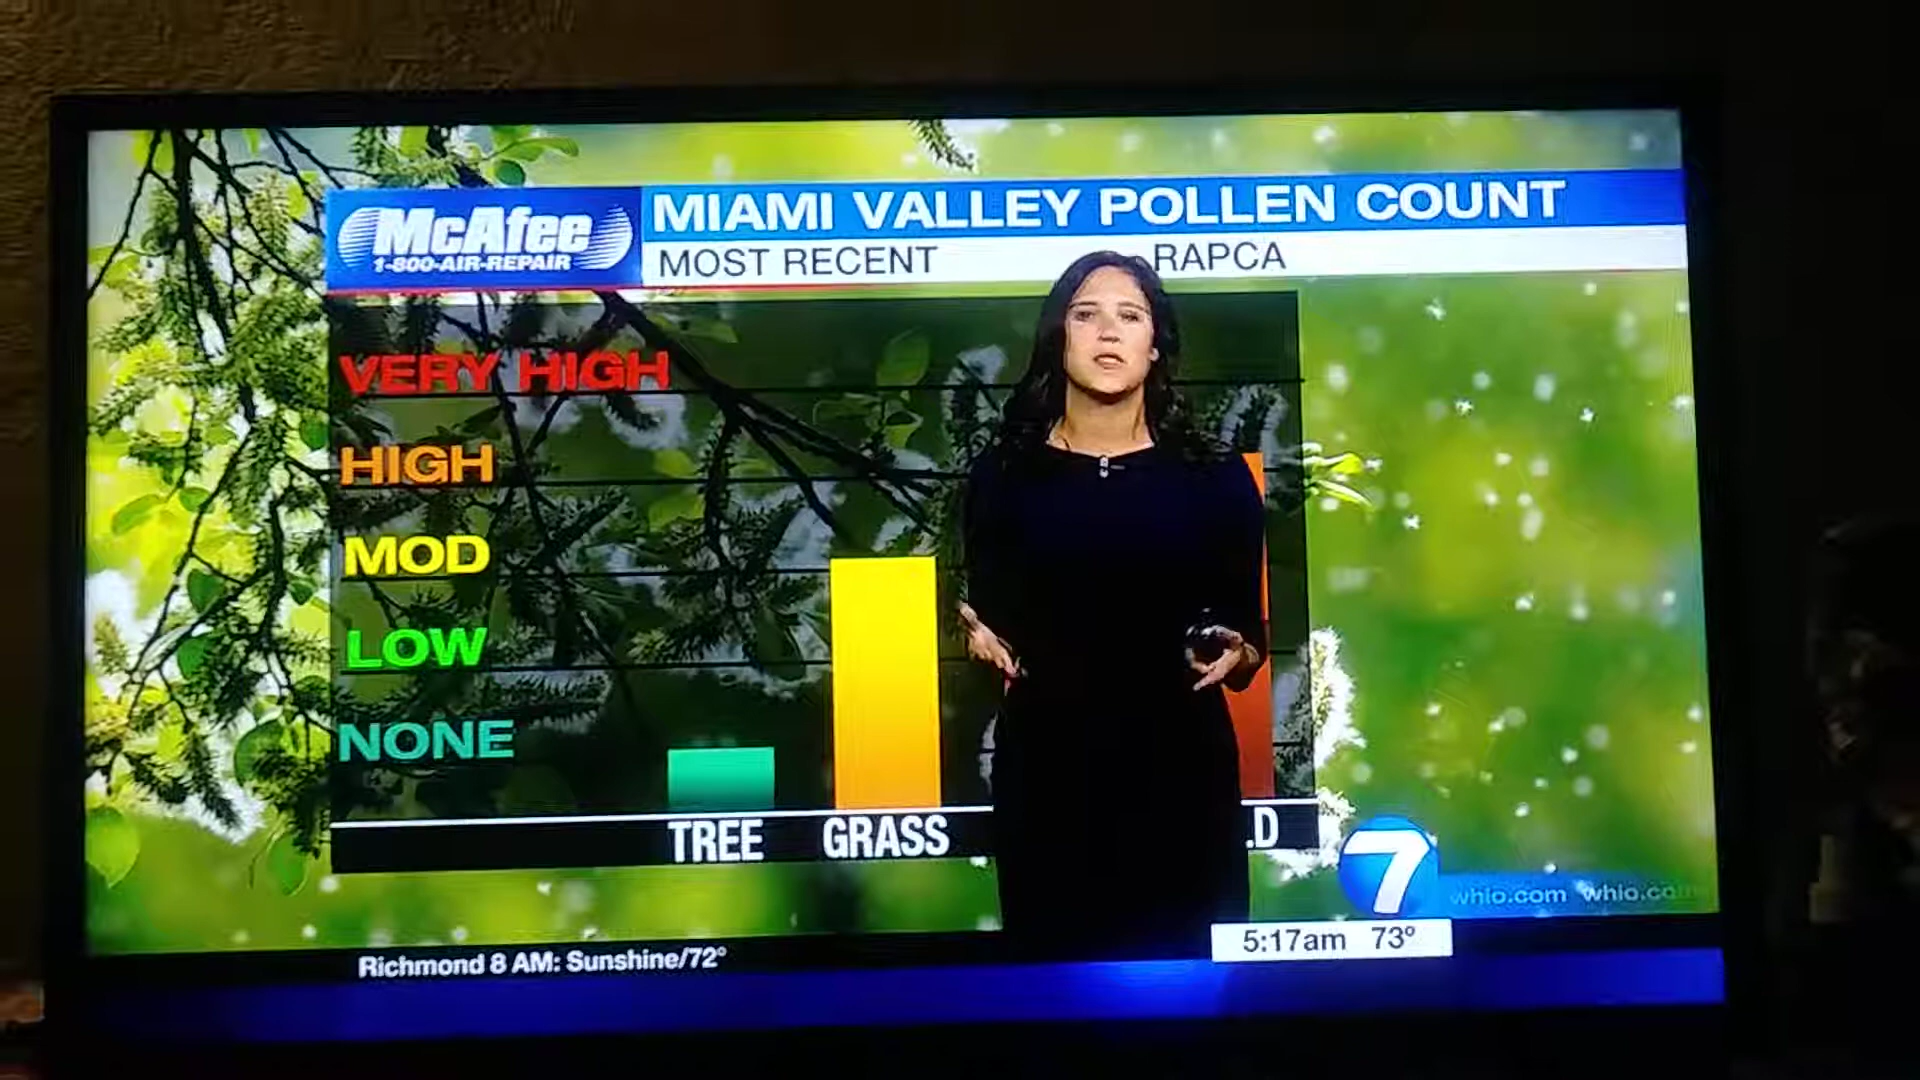 McAfee
1-800-AIR-REPAIR
MIAMI VALLEY POLLEN COUNT
MOST RECENT RAPCA
VERY HIGH
HIGH
MOD
LOW
NONE
TREE GRASS .D
7
whio.com whio.com
5:17am 73°
Richmond 8 AM: Sunshine/72°